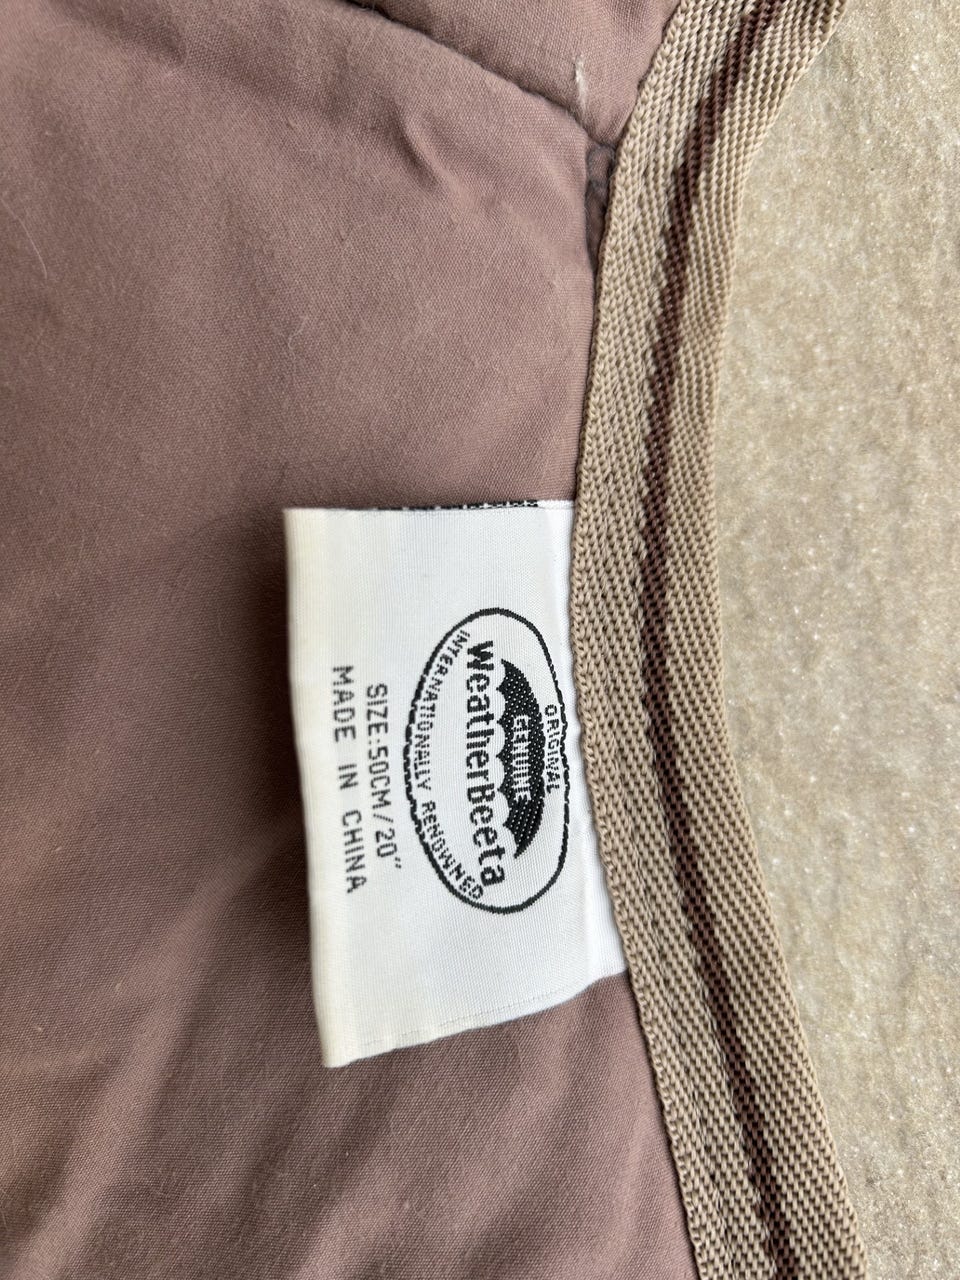 ORIGINAL
GENUINE
WeatherBeeta
INTERNATIONALLY RENOWNED
SIZE:50CM/20"
MADE IN CHINA